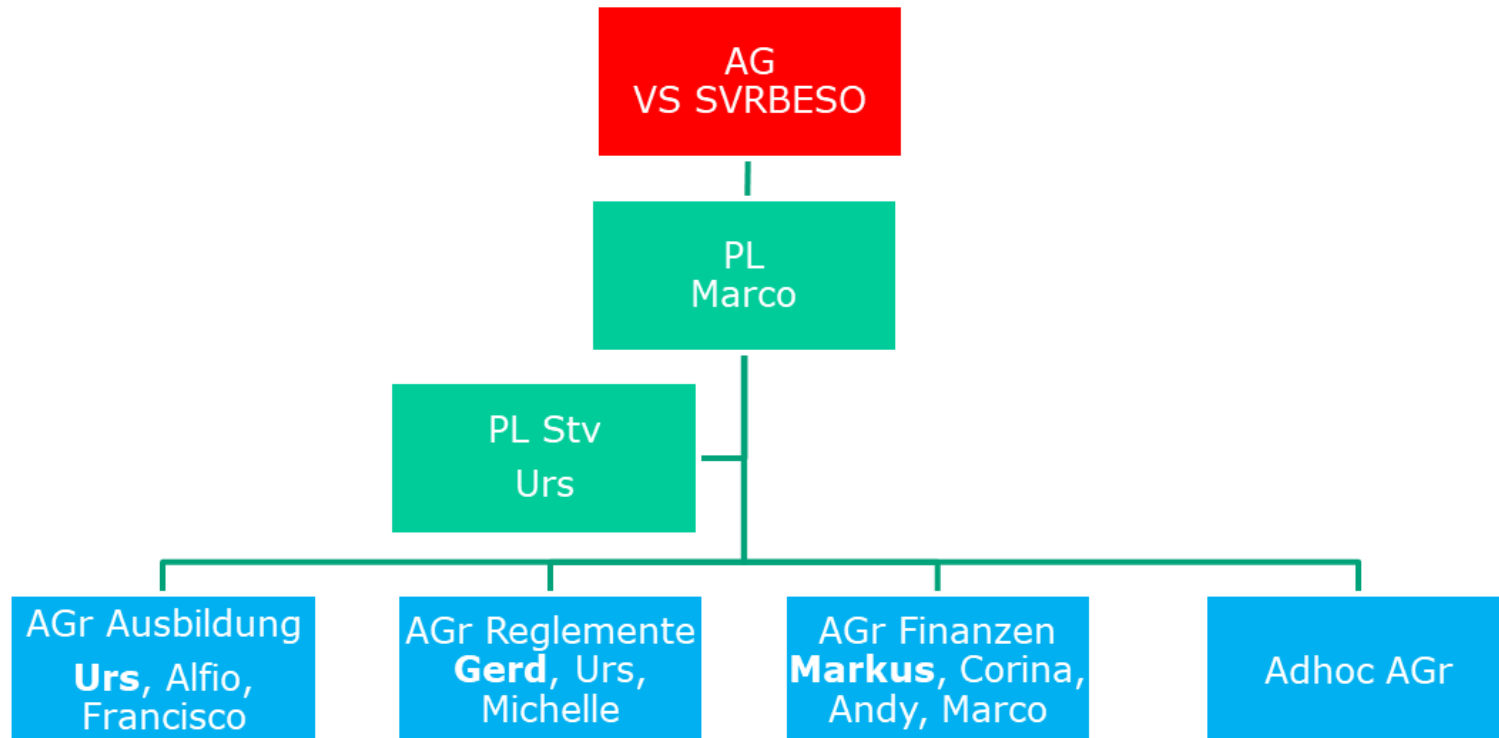 AG
VS SVRBESO
PL
Marco
PL Stv
Urs
AGr Ausbildung
Urs, Alfio,
Francisco
AGr Reglemente
Gerd, Urs,
Michelle
AGr Finanzen
Markus, Corina,
Andy, Marco
Adhoc AGr